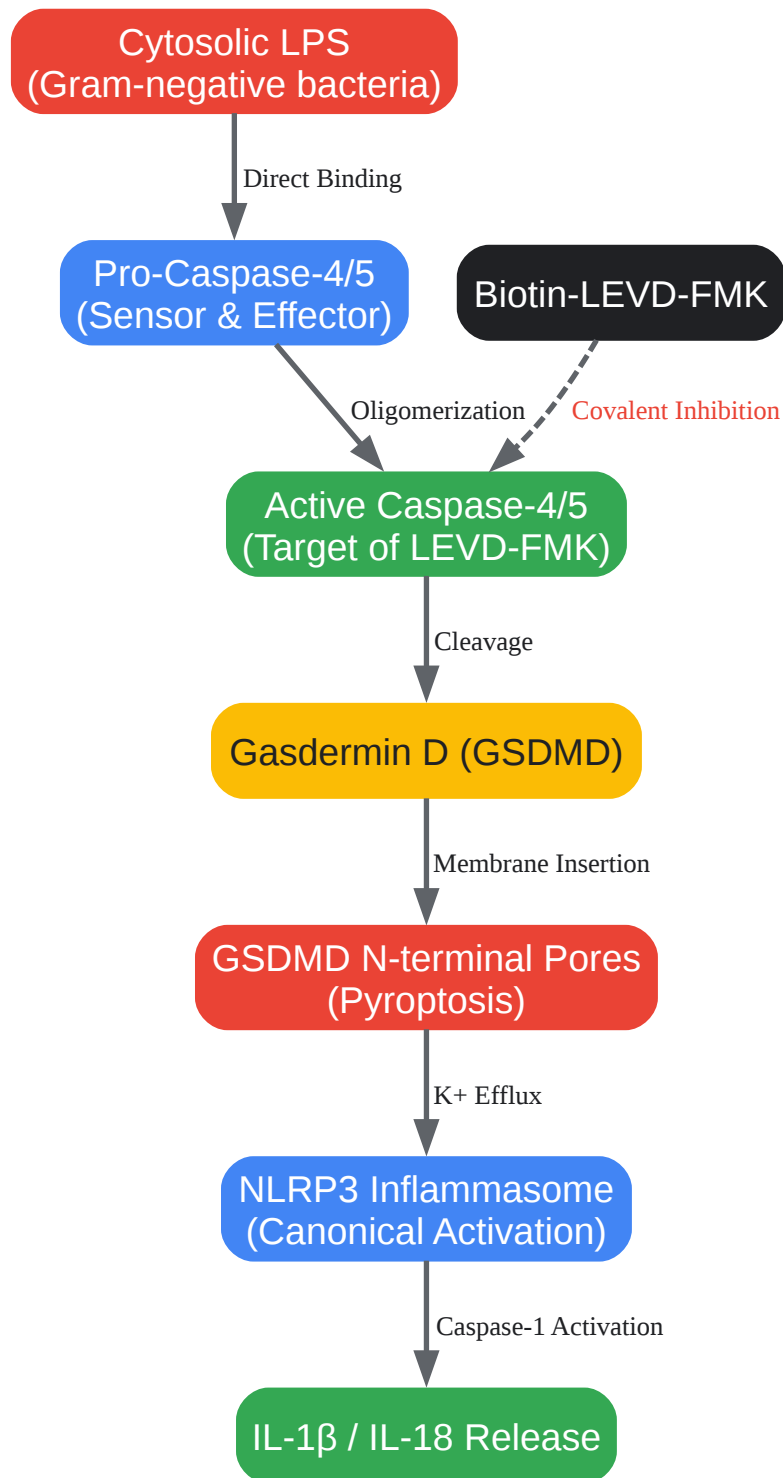 Cytosolic LPS
(Gram-negative bacteria)
Direct Binding
Pro-Caspase-4/5
(Sensor & Effector)
Biotin-LEVD-FMK
Oligomerization
Covalent Inhibition
Active Caspase-4/5
(Target of LEVD-FMK)
Cleavage
Gasdermin D (GSDMD)
Membrane Insertion
GSDMD N-terminal Pores
(Pyroptosis)
K+ Efflux
NLRP3 Inflammasome
(Canonical Activation)
Caspase-1 Activation
IL-1β / IL-18 Release